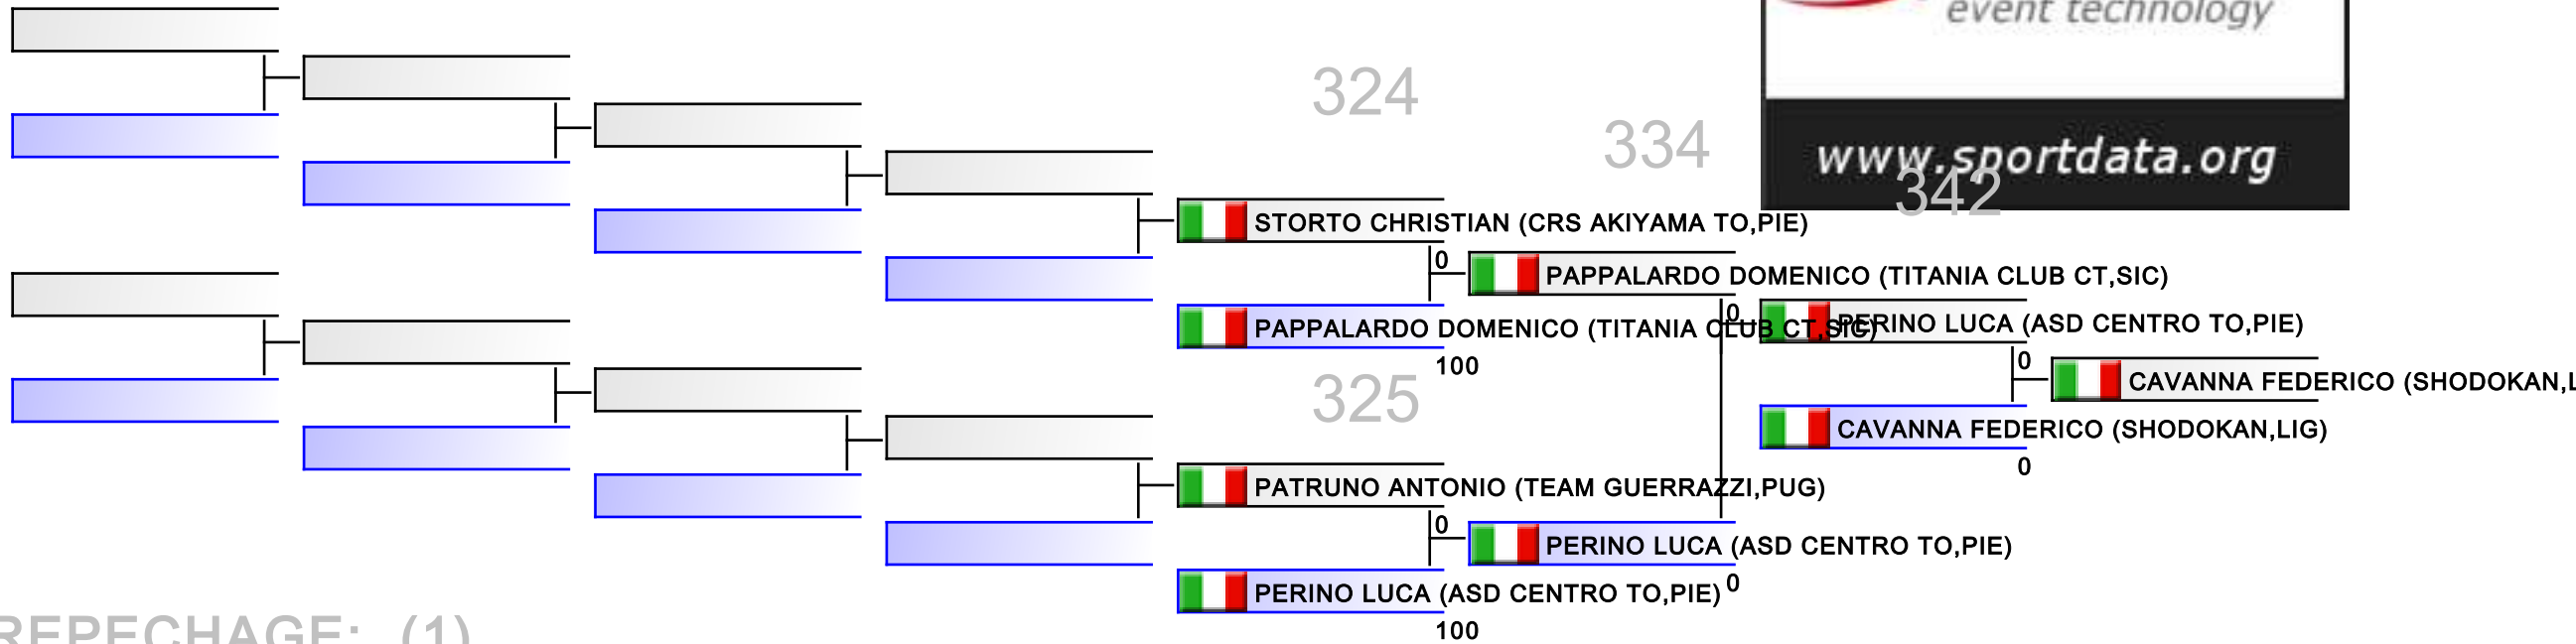 event technology
www.sportdata.org
324
334
342
STORTO CHRISTIAN (CRS AKIYAMA TO,PIE)
0
PAPPALARDO DOMENICO (TITANIA CLUB CT,SIC)
PAPPALARDO DOMENICO (TITANIA CLUB CT,SIC)
100
0
PERINO LUCA (ASD CENTRO TO,PIE)
0
CAVANNA FEDERICO (SHODOKAN,L
CAVANNA FEDERICO (SHODOKAN,LIG)
0
325
PATRUNO ANTONIO (TEAM GUERRAZZI,PUG)
0
PERINO LUCA (ASD CENTRO TO,PIE)
0
PERINO LUCA (ASD CENTRO TO,PIE)
100
REPECHAGE: (1)